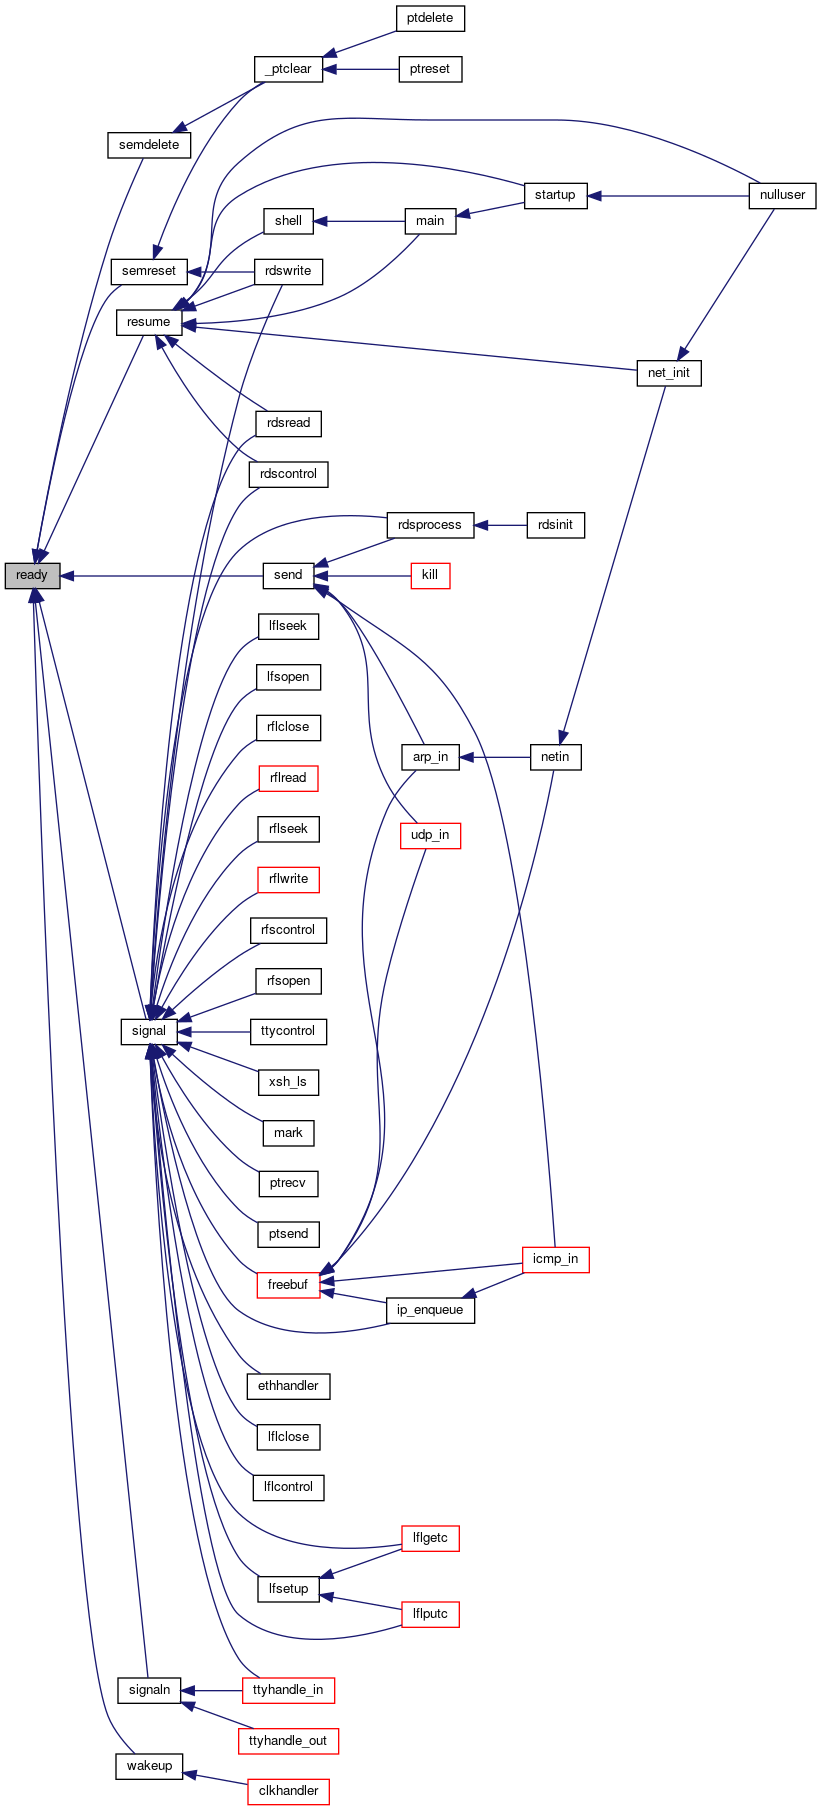 ptdelete
_ptclear
ptreset
semdelete
startup
nulluser
shell
main
semreset
rdswrite
resume
net_init
rdsread
rdscontrol
rdsprocess
rdsinit
ready
send
kill
lflseek
lfsopen
rflclose
arp_in
netin
rflread
rflseek
udp_in
rflwrite
rfscontrol
rfsopen
signal
ttycontrol
xsh_ls
mark
ptrecv
ptsend
icmp_in
freebuf
ip_enqueue
ethhandler
lflclose
lflcontrol
lflgetc
lfsetup
lflputc
signaln
ttyhandle_in
ttyhandle_out
wakeup
clkhandler